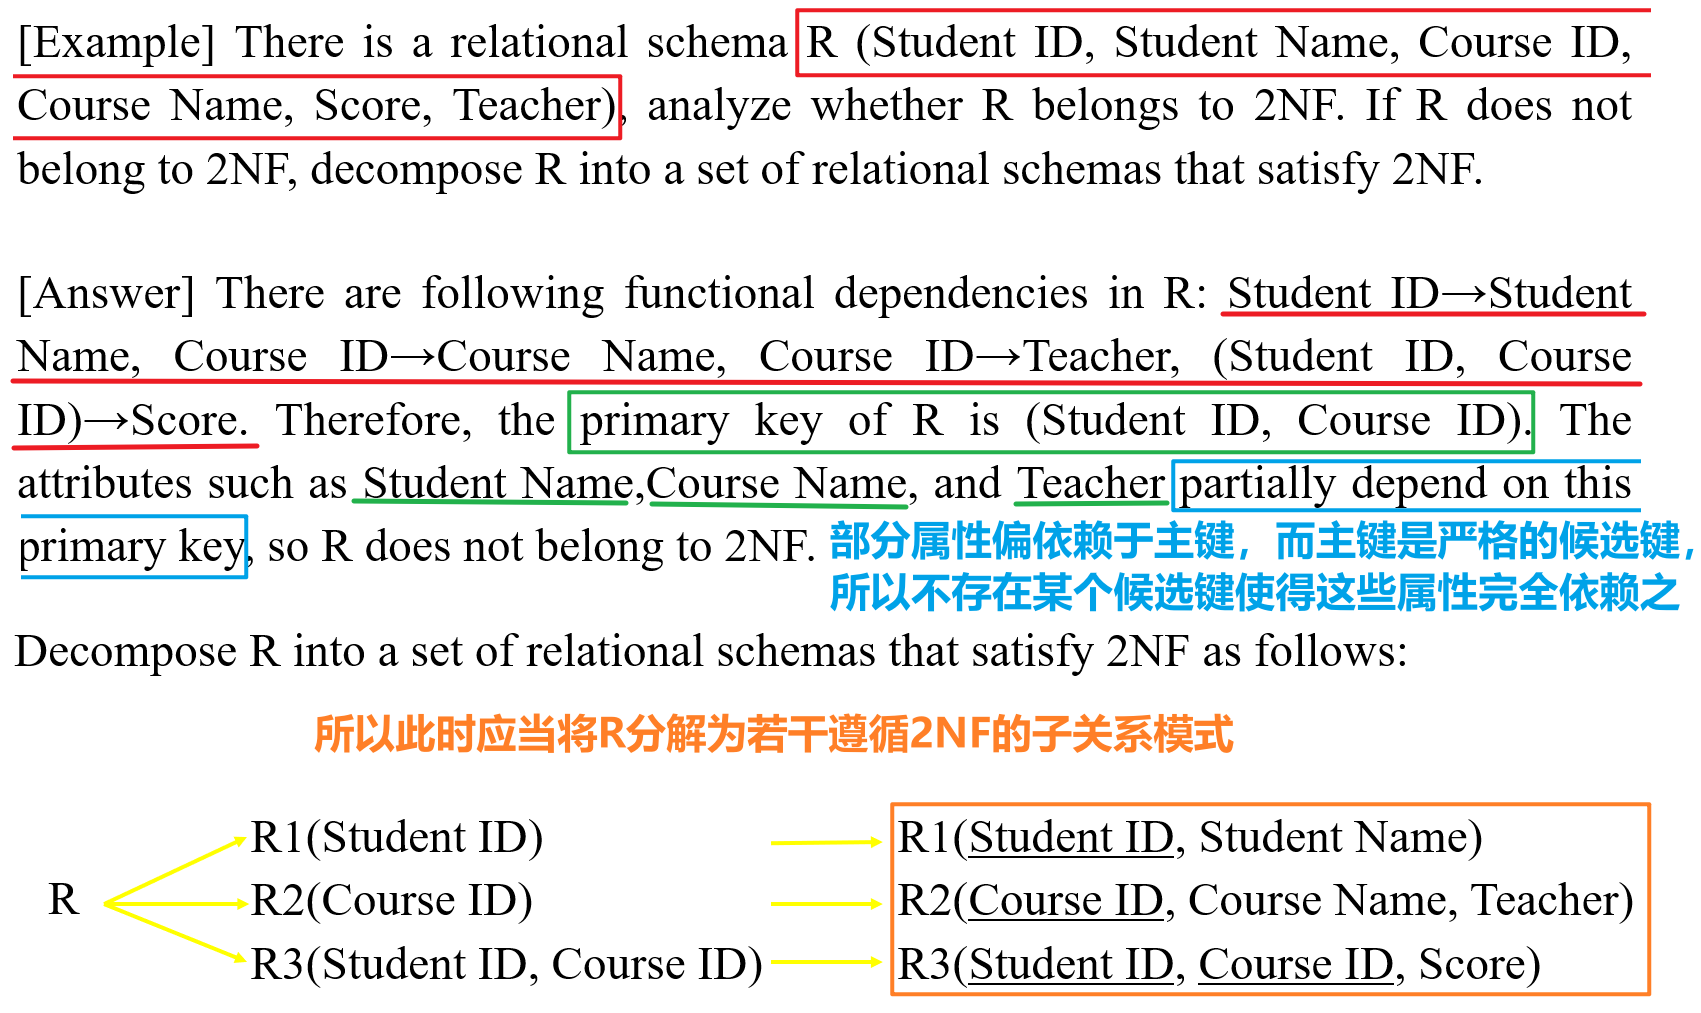 [Example] There is a relational schema R (Student ID, Student Name, Course ID,
Course Name, Score, Teacher), analyze whether R belongs to 2NF. If R does not
belong to 2NF, decompose R into a set of relational schemas that satisfy 2NF.
[Answer] There are following functional dependencies in R: Student ID→Student
Name, Course ID→Course Name, Course ID→Teacher, (Student ID, Course
ID)→Score. Therefore, the primary key of R is (Student ID, Course ID). The
attributes such as Student Name,Course Name, and Teacher partially depend on this
primary key, so R does not belong to 2NF.
部分属性偏依赖于主键，而主键是严格的候选键，
所以不存在某个候选键使得这些属性完全依赖之
Decompose R into a set of relational schemas that satisfy 2NF as follows:
所以此时应当将R分解为若干遵循2NF的子关系模式
R1(Student ID) R1(Student ID, Student Name)
R R2(Course ID) R2(Course ID, Course Name, Teacher)
R3(Student ID, Course ID) R3(Student ID, Course ID, Score)